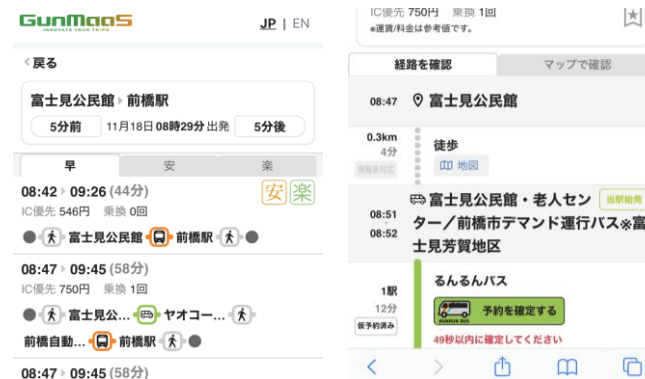 GunMaaS
INNOVATE YOUR TRIPS
JP | EN
戻る
富士見公民館 前橋駅
5分前 11月18日 08時29分 出発 5分後
早 安 楽
08:42 09:26 (44分) 安 楽
IC優先 546円 乗換 0回
富士見公民館 前橋駅
08:47 09:45 (58分)
IC優先 750円 乗換 1回
富士見公... ヤオコー...
前橋自動... 前橋駅
08:47 09:45 (58分)
IC優先 750円 乗換 1回
※運賃/料金は参考値です。
経路を確認 マップで確認
08:47 富士見公民館
0.3km
4分
徒歩
地図
08:51
08:52
富士見公民館・老人セン 当駅始発
ター／前橋市デマンド運行バス※富
士見芳賀地区
1駅
12分
仮予約済み
るんるんバス
予約を確定する
49秒以内に確定してください